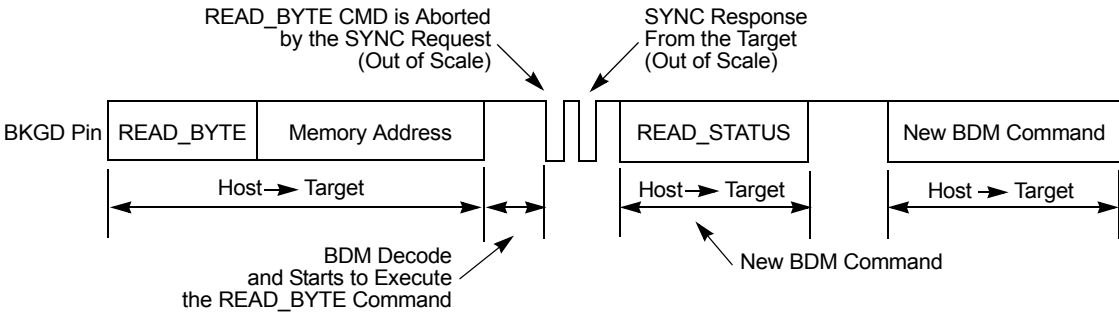 READ_BYTE CMD is Aborted
by the SYNC Request
(Out of Scale)
SYNC Response
From the Target
(Out of Scale)
BKGD Pin
READ_BYTE
Memory Address
READ_STATUS
New BDM Command
Host Target
Host Target
Host Target
BDM Decode
and Starts to Execute
the READ_BYTE Command
New BDM Command